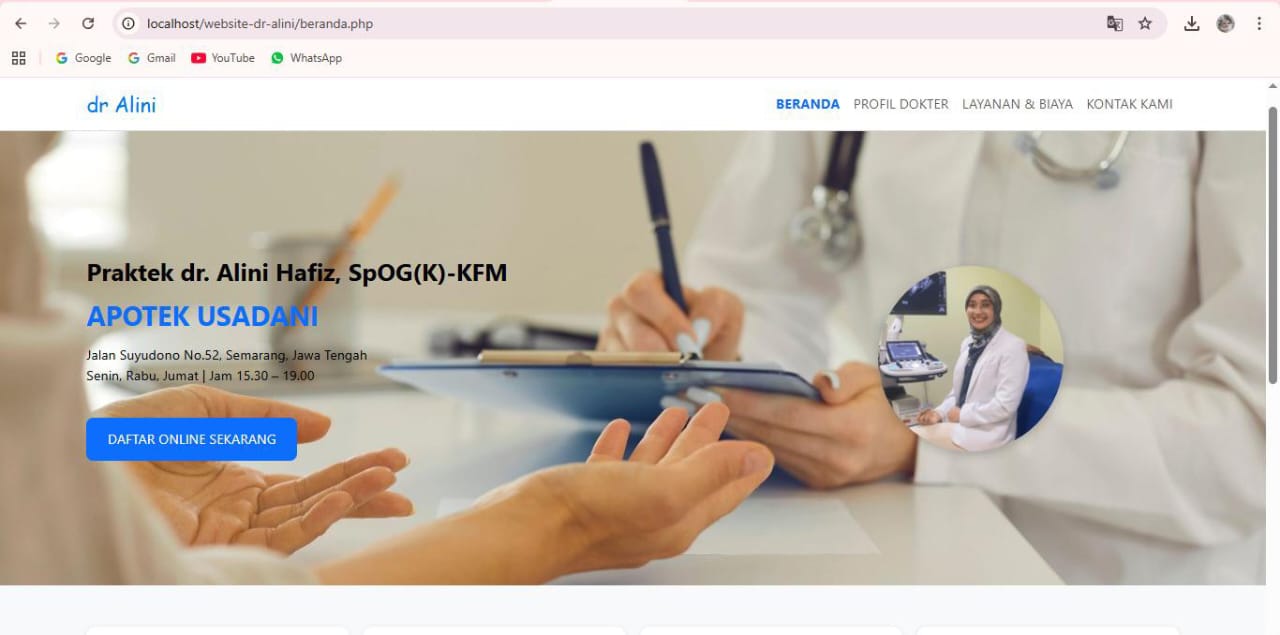 localhost/website-dr-alini/beranda.php
Google Gmail YouTube WhatsApp
dr Alini
BERANDA PROFIL DOKTER LAYANAN & BIAYA KONTAK KAMI
Praktek dr. Alini Hafiz, SpOG(K)-KFM
APOTEK USADANI
Jalan Suyudono No.52, Semarang, Jawa Tengah
Senin, Rabu, Jumat | Jam 15.30 – 19.00
DAFTAR ONLINE SEKARANG